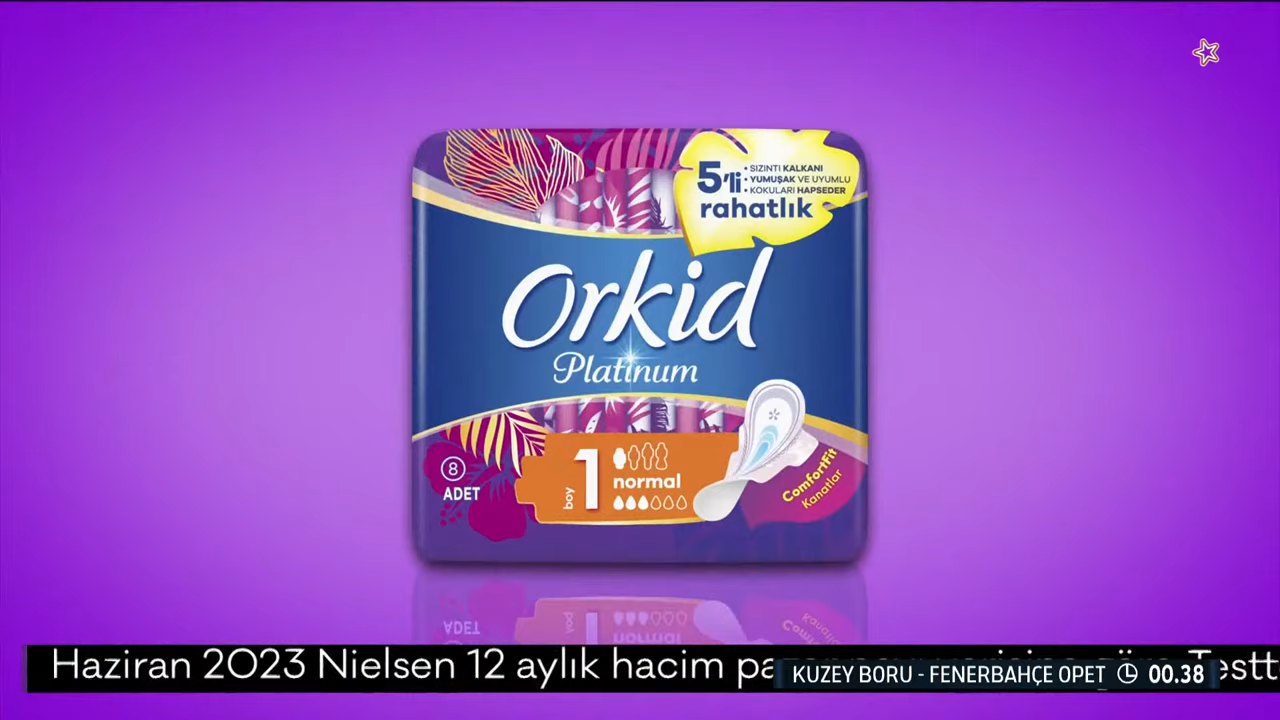 5'li
• SIZINTI KALKANI
• YUMUŞAK VE UYUMLU
• KOKULARI HAPSEDER
rahatlık
Orkid
Platinum
8
ADET
boy
1
normal
ComfortFit
Kanatlar
Haziran 2023 Nielsen 12 aylık hacim
KUZEY BORU - FENERBAHÇE OPET 00.38